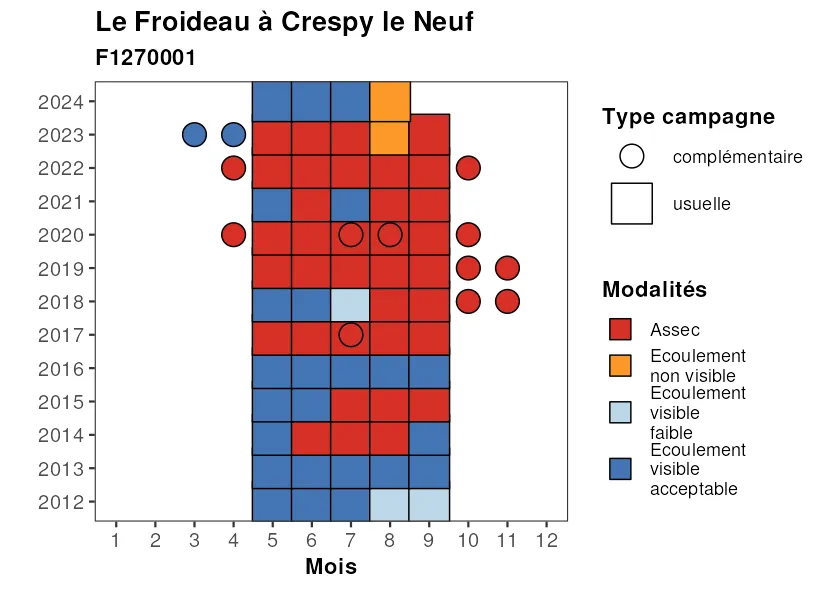 Le Froideau à Crespy le Neuf
F1270001
2024
2023
2022
2021
2020
2019
2018
2017
2016
2015
2014
2013
2012
1 2 3 4 5 6 7 8 9 10 11 12
Mois
Type campagne
complémentaire
usuelle
Modalités
Assec
Ecoulement
non visible
Ecoulement
visible
faible
Ecoulement
visible
acceptable